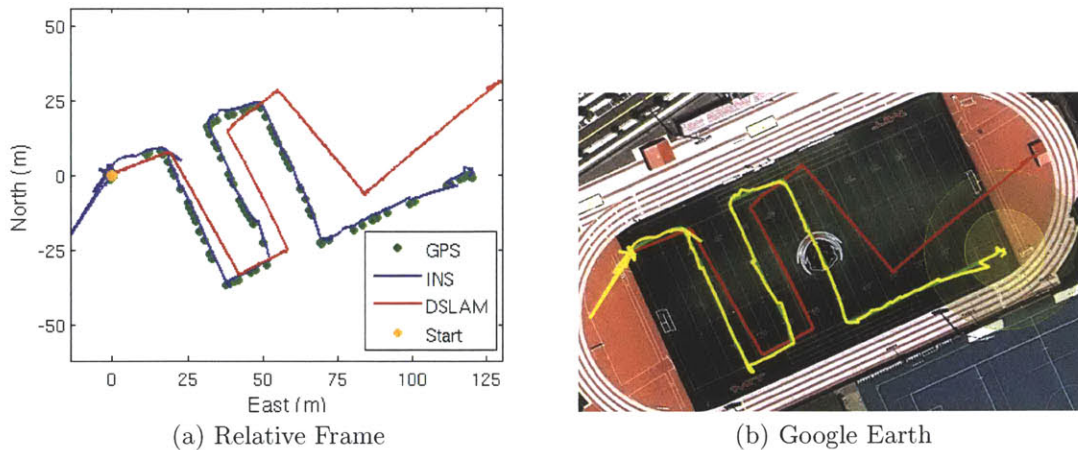 50
25
0
-25
-50
North (m)
0
25
50
75
100
125
East (m)
GPS
INS
DSLAM
Start
(a) Relative Frame
(b) Google Earth